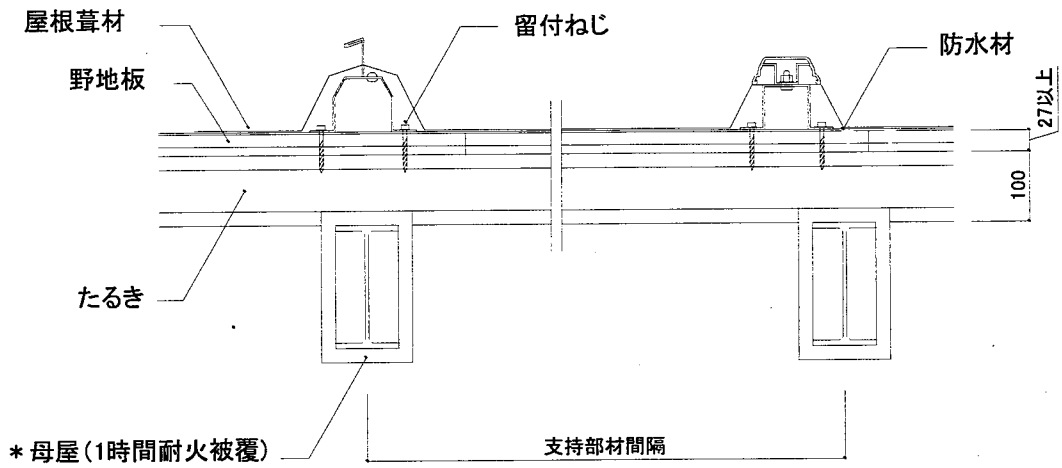 屋根葺材
留付ねじ
防水材
野地板
27以上
100
たるき
＊母屋(1時間耐火被覆)
支持部材間隔